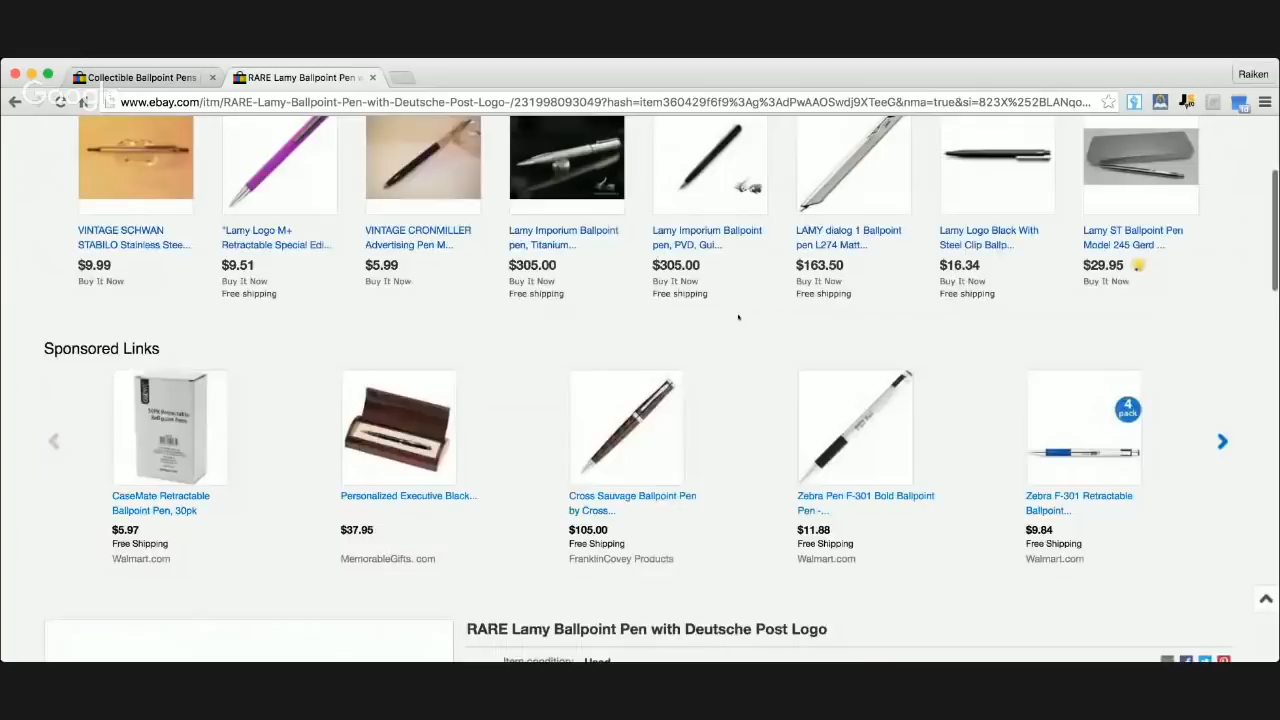 Collectible Ballpoint Pens
RARE Lamy Ballpoint Pen w
Raiken
Google
www.ebay.com/itm/RARE-Lamy-Ballpoint-Pen-with-Deutsche-Post-Logo-/231998093049?hash=item360429f6f9%3Ag%3AdPwAAOSwdj9XTeeG&nma=true&si=823X%252BLANqo...
VINTAGE SCHWAN
STABILO Stainless Stee...
$9.99
Buy It Now
"Lamy Logo M+
Retractable Special Edi...
$9.51
Buy It Now
Free shipping
VINTAGE CRONMILLER
Advertising Pen M...
$5.99
Buy It Now
Lamy Imporium Ballpoint
pen, Titanium...
$305.00
Buy It Now
Free shipping
Lamy Imporium Ballpoint
pen, PVD, Gui...
$305.00
Buy It Now
Free shipping
LAMY dialog 1 Ballpoint
pen L274 Matt...
$163.50
Buy It Now
Free shipping
Lamy Logo Black With
Steel Clip Ballp...
$16.34
Buy It Now
Free shipping
Lamy ST Ballpoint Pen
Model 245 Gerd ...
$29.95
Buy It Now
Sponsored Links
CaseMate Retractable
Ballpoint Pen, 30pk
$5.97
Free Shipping
Walmart.com
Personalized Executive Black...
$37.95
MemorableGifts. com
Cross Sauvage Ballpoint Pen
by Cross...
$105.00
Free Shipping
FranklinCovey Products
Zebra Pen F-301 Bold Ballpoint
Pen -...
$11.88
Free Shipping
Walmart.com
4
pack
Zebra F-301 Retractable
Ballpoint...
$9.84
Free Shipping
Walmart.com
RARE Lamy Ballpoint Pen with Deutsche Post Logo
Item condition: Used